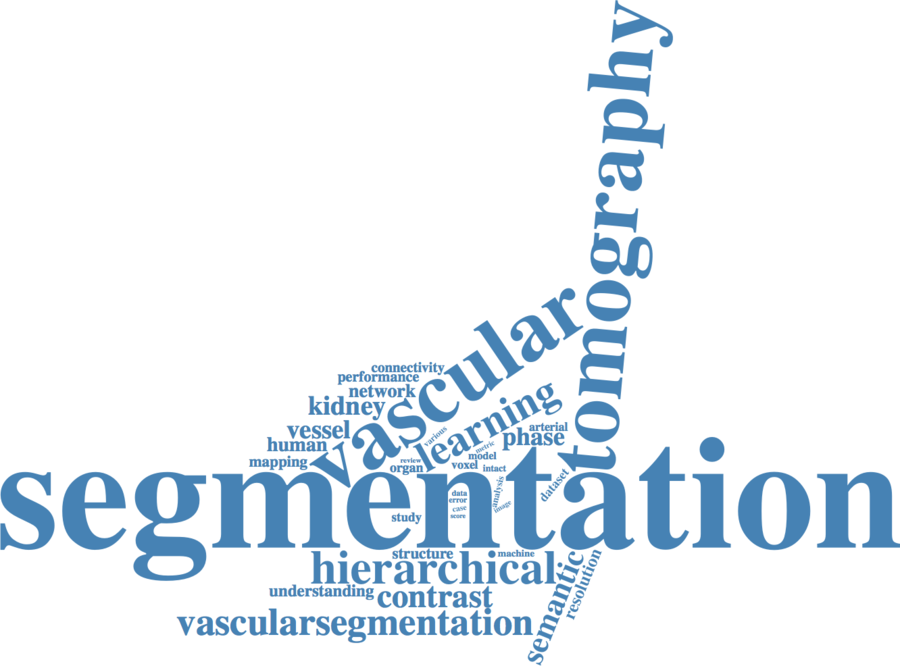 tomography
vascular
connectivity
performance
network
kidney
learning
various
vessel
arterial
phase
human
metric
model
mapping
review
organ
voxel
intact
segmentation
dataset
analysis
data
error
image
case
score
study
structure
machine
hierarchical
semantic
resolution
understanding
contrast
vascularsegmentation